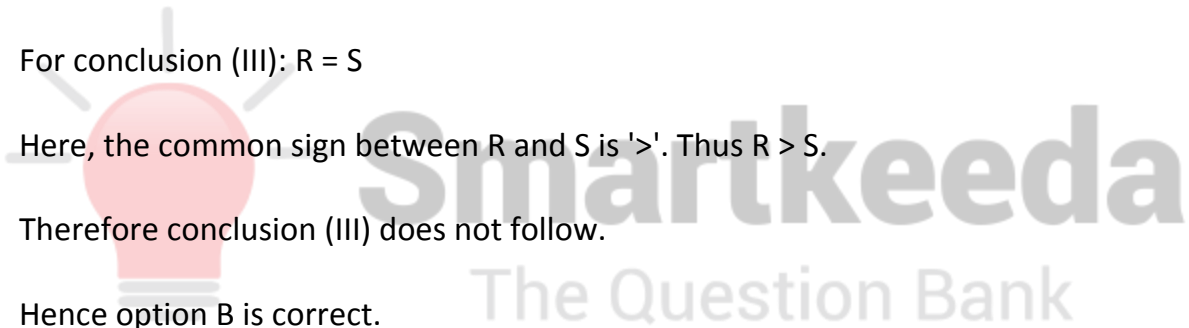 For conclusion (III): R = S
Here, the common sign between R and S is '>'. Thus R > S.
Smartkeeda
Therefore conclusion (III) does not follow.
The Question Bank
Hence option B is correct.